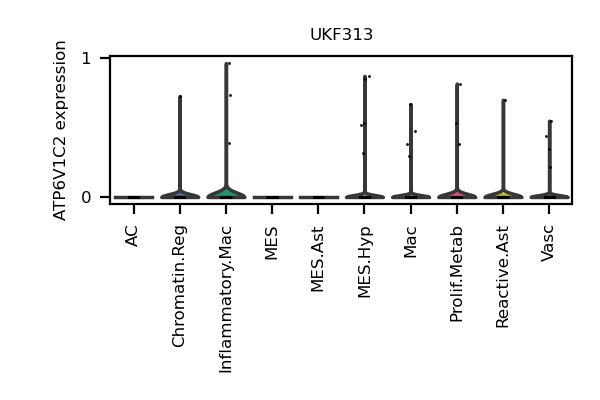 UKF313
ATP6V1C2 expression
1
0
AC
Chromatin.Reg
Inflammatory.Mac
MES
MES.Ast
MES.Hyp
Mac
Prolif.Metab
Reactive.Ast
Vasc